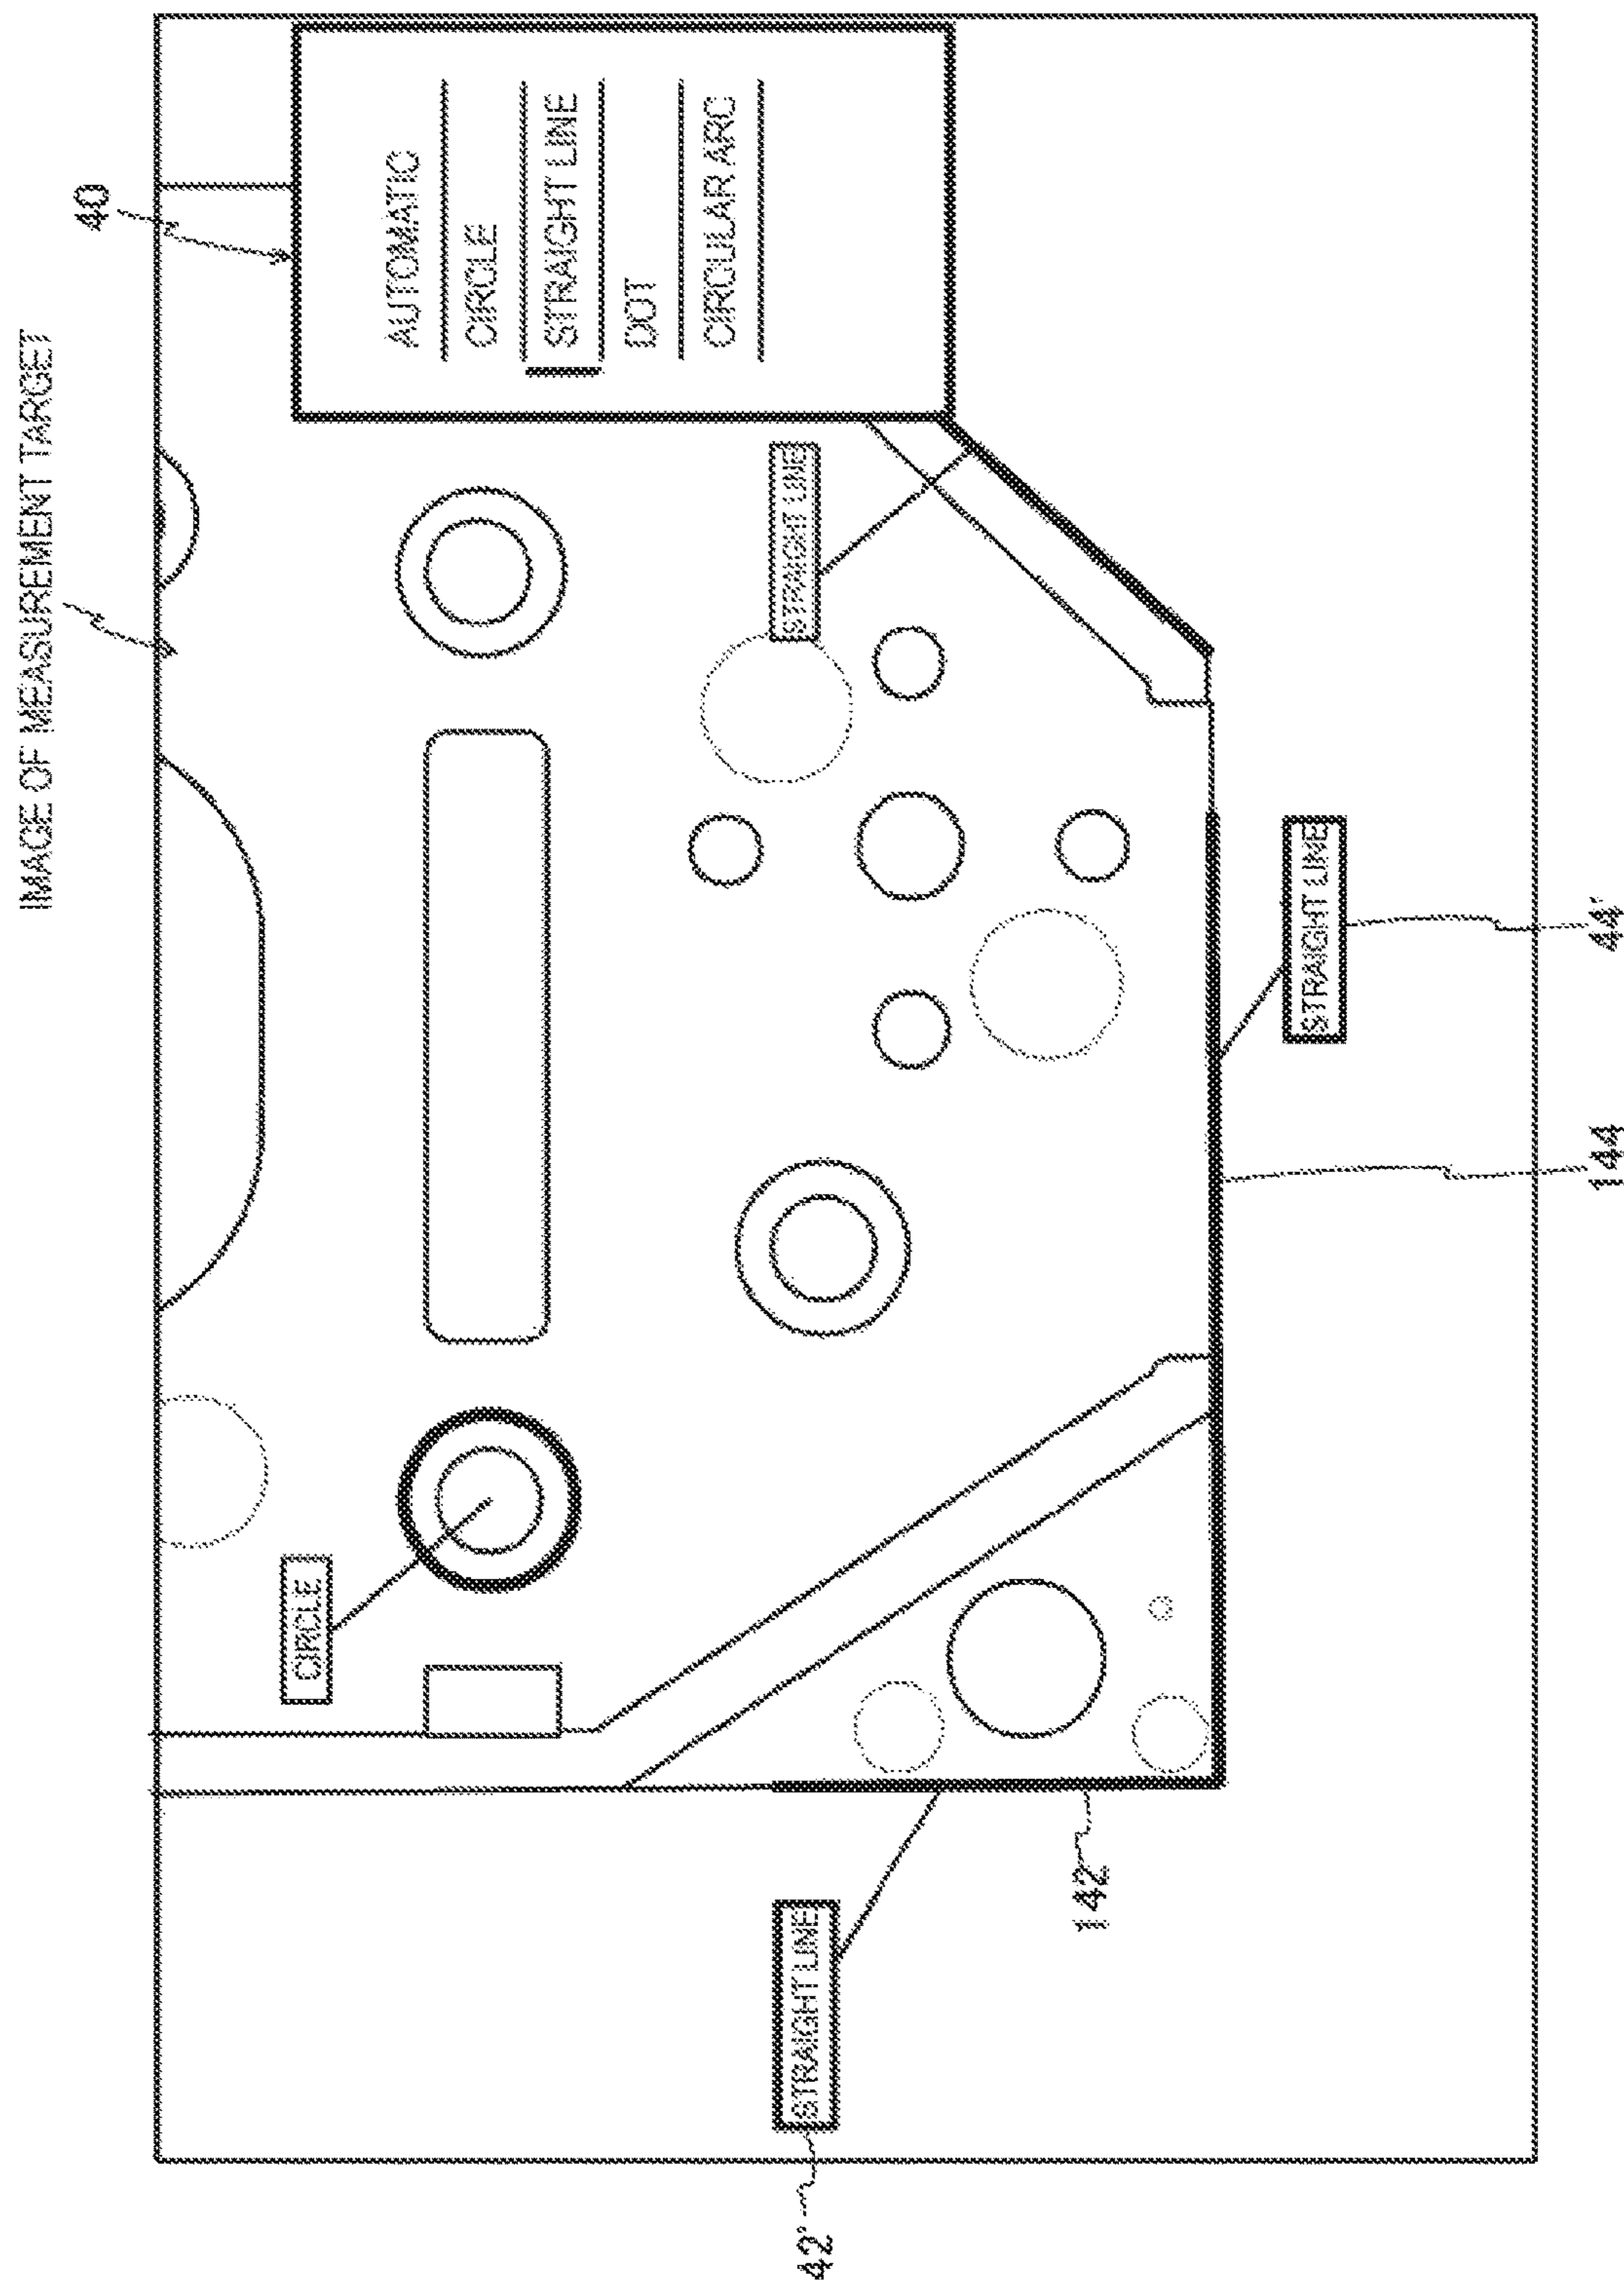 IMAGE OF MEASUREMENT TARGET
40
CIRCLE
AUTOMATIC
CIRCLE
STRAIGHT LINE
DOT
CIRCULAR ARC
42'
STRAIGHT LINE
STRAIGHT LINE
142
STRAIGHT LINE
144
44'